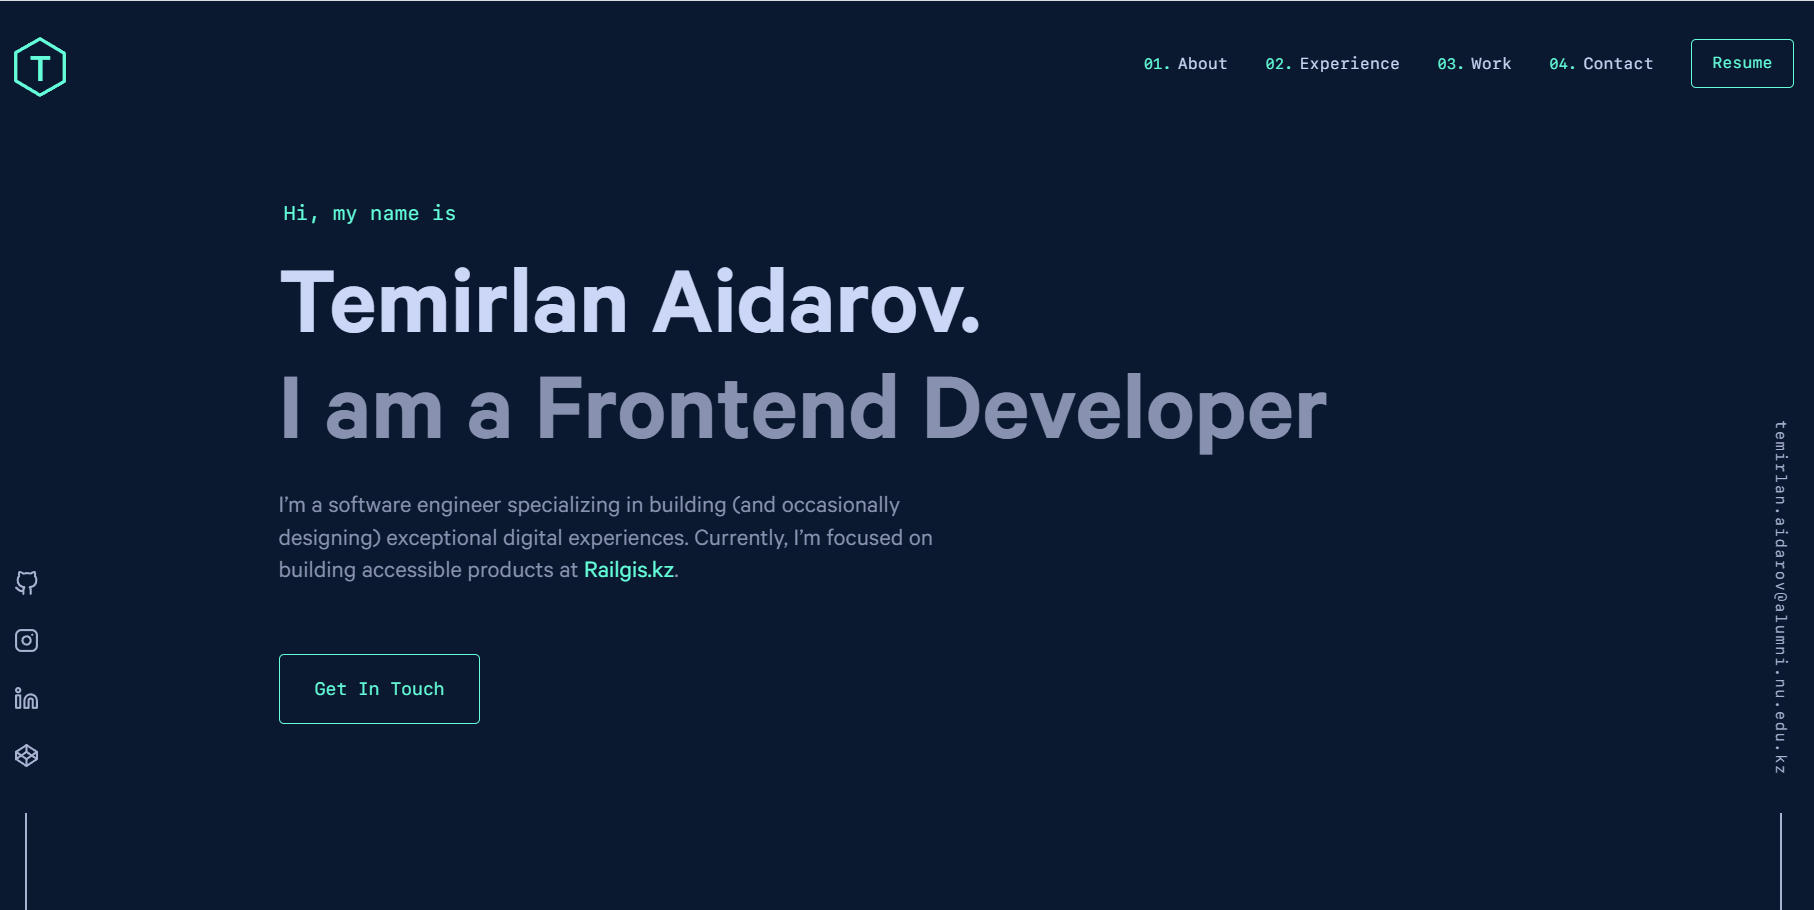 T
01. About 02. Experience 03. Work 04. Contact Resume
Hi, my name is
Temirlan Aidarov.
I am a Frontend Developer
I’m a software engineer specializing in building (and occasionally
designing) exceptional digital experiences. Currently, I’m focused on
building accessible products at Railgis.kz.
Get In Touch
in
temirlan.aidarov@alumni.nu.edu.kz